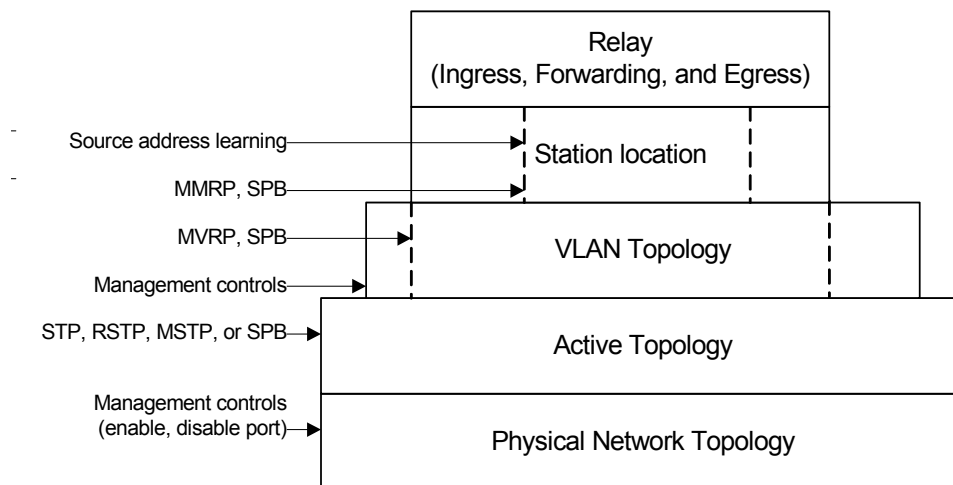 Relay
(Ingress, Forwarding, and Egress)
Source address learning
Station location
MMRP, SPB
MVRP, SPB
VLAN Topology
Management controls
STP, RSTP, MSTP, or SPB
Active Topology
Management controls
(enable, disable port)
Physical Network Topology